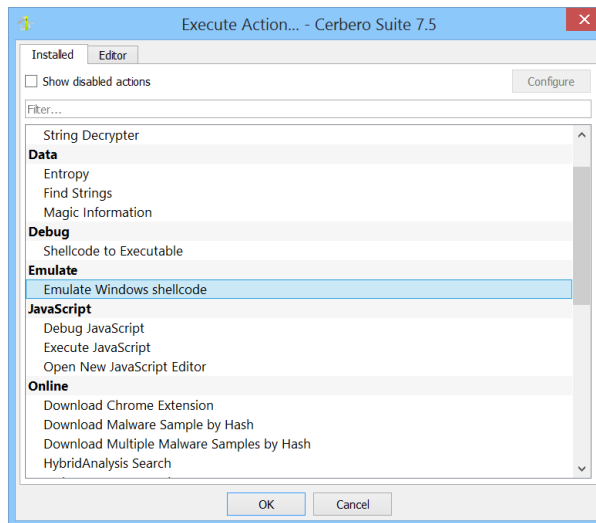 Execute Action... - Cerbero Suite 7.5
Installed
Editor
Show disabled actions
Configure
Filter...
String Decrypter
Data
Entropy
Find Strings
Magic Information
Debug
Shellcode to Executable
Emulate
Emulate Windows shellcode
JavaScript
Debug JavaScript
Execute JavaScript
Open New JavaScript Editor
Online
Download Chrome Extension
Download Malware Sample by Hash
Download Multiple Malware Samples by Hash
HybridAnalysis Search
OK
Cancel